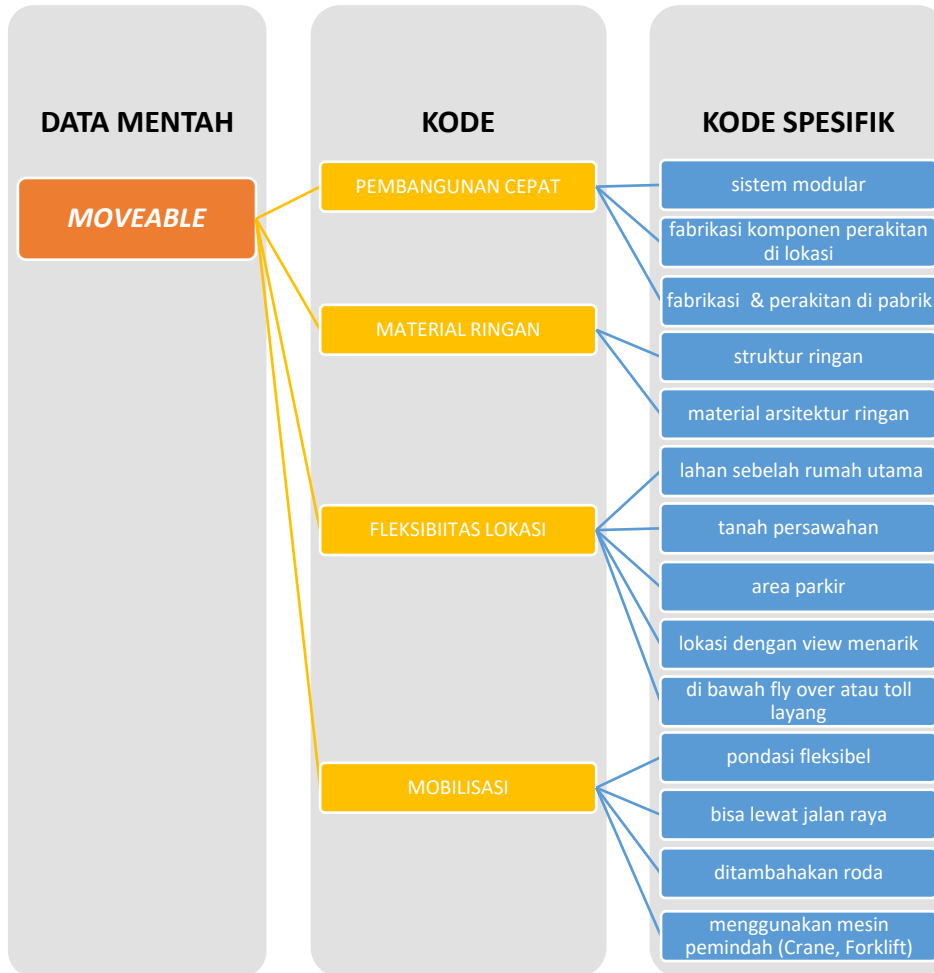 DATA MENTAH
KODE
KODE SPESIFIK
MOVEABLE
PEMBANGUNAN CEPAT
sistem modular
fabrikasi komponen perakitan
di lokasi
fabrikasi & perakitan di pabrik
MATERIAL RINGAN
struktur ringan
material arsitektur ringan
FLEKSIBIITAS LOKASI
lahan sebelah rumah utama
tanah persawahan
area parkir
lokasi dengan view menarik
di bawah fly over atau toll
layang
MOBILISASI
pondasi fleksibel
bisa lewat jalan raya
ditambahakan roda
menggunakan mesin
pemindah (Crane, Forklift)